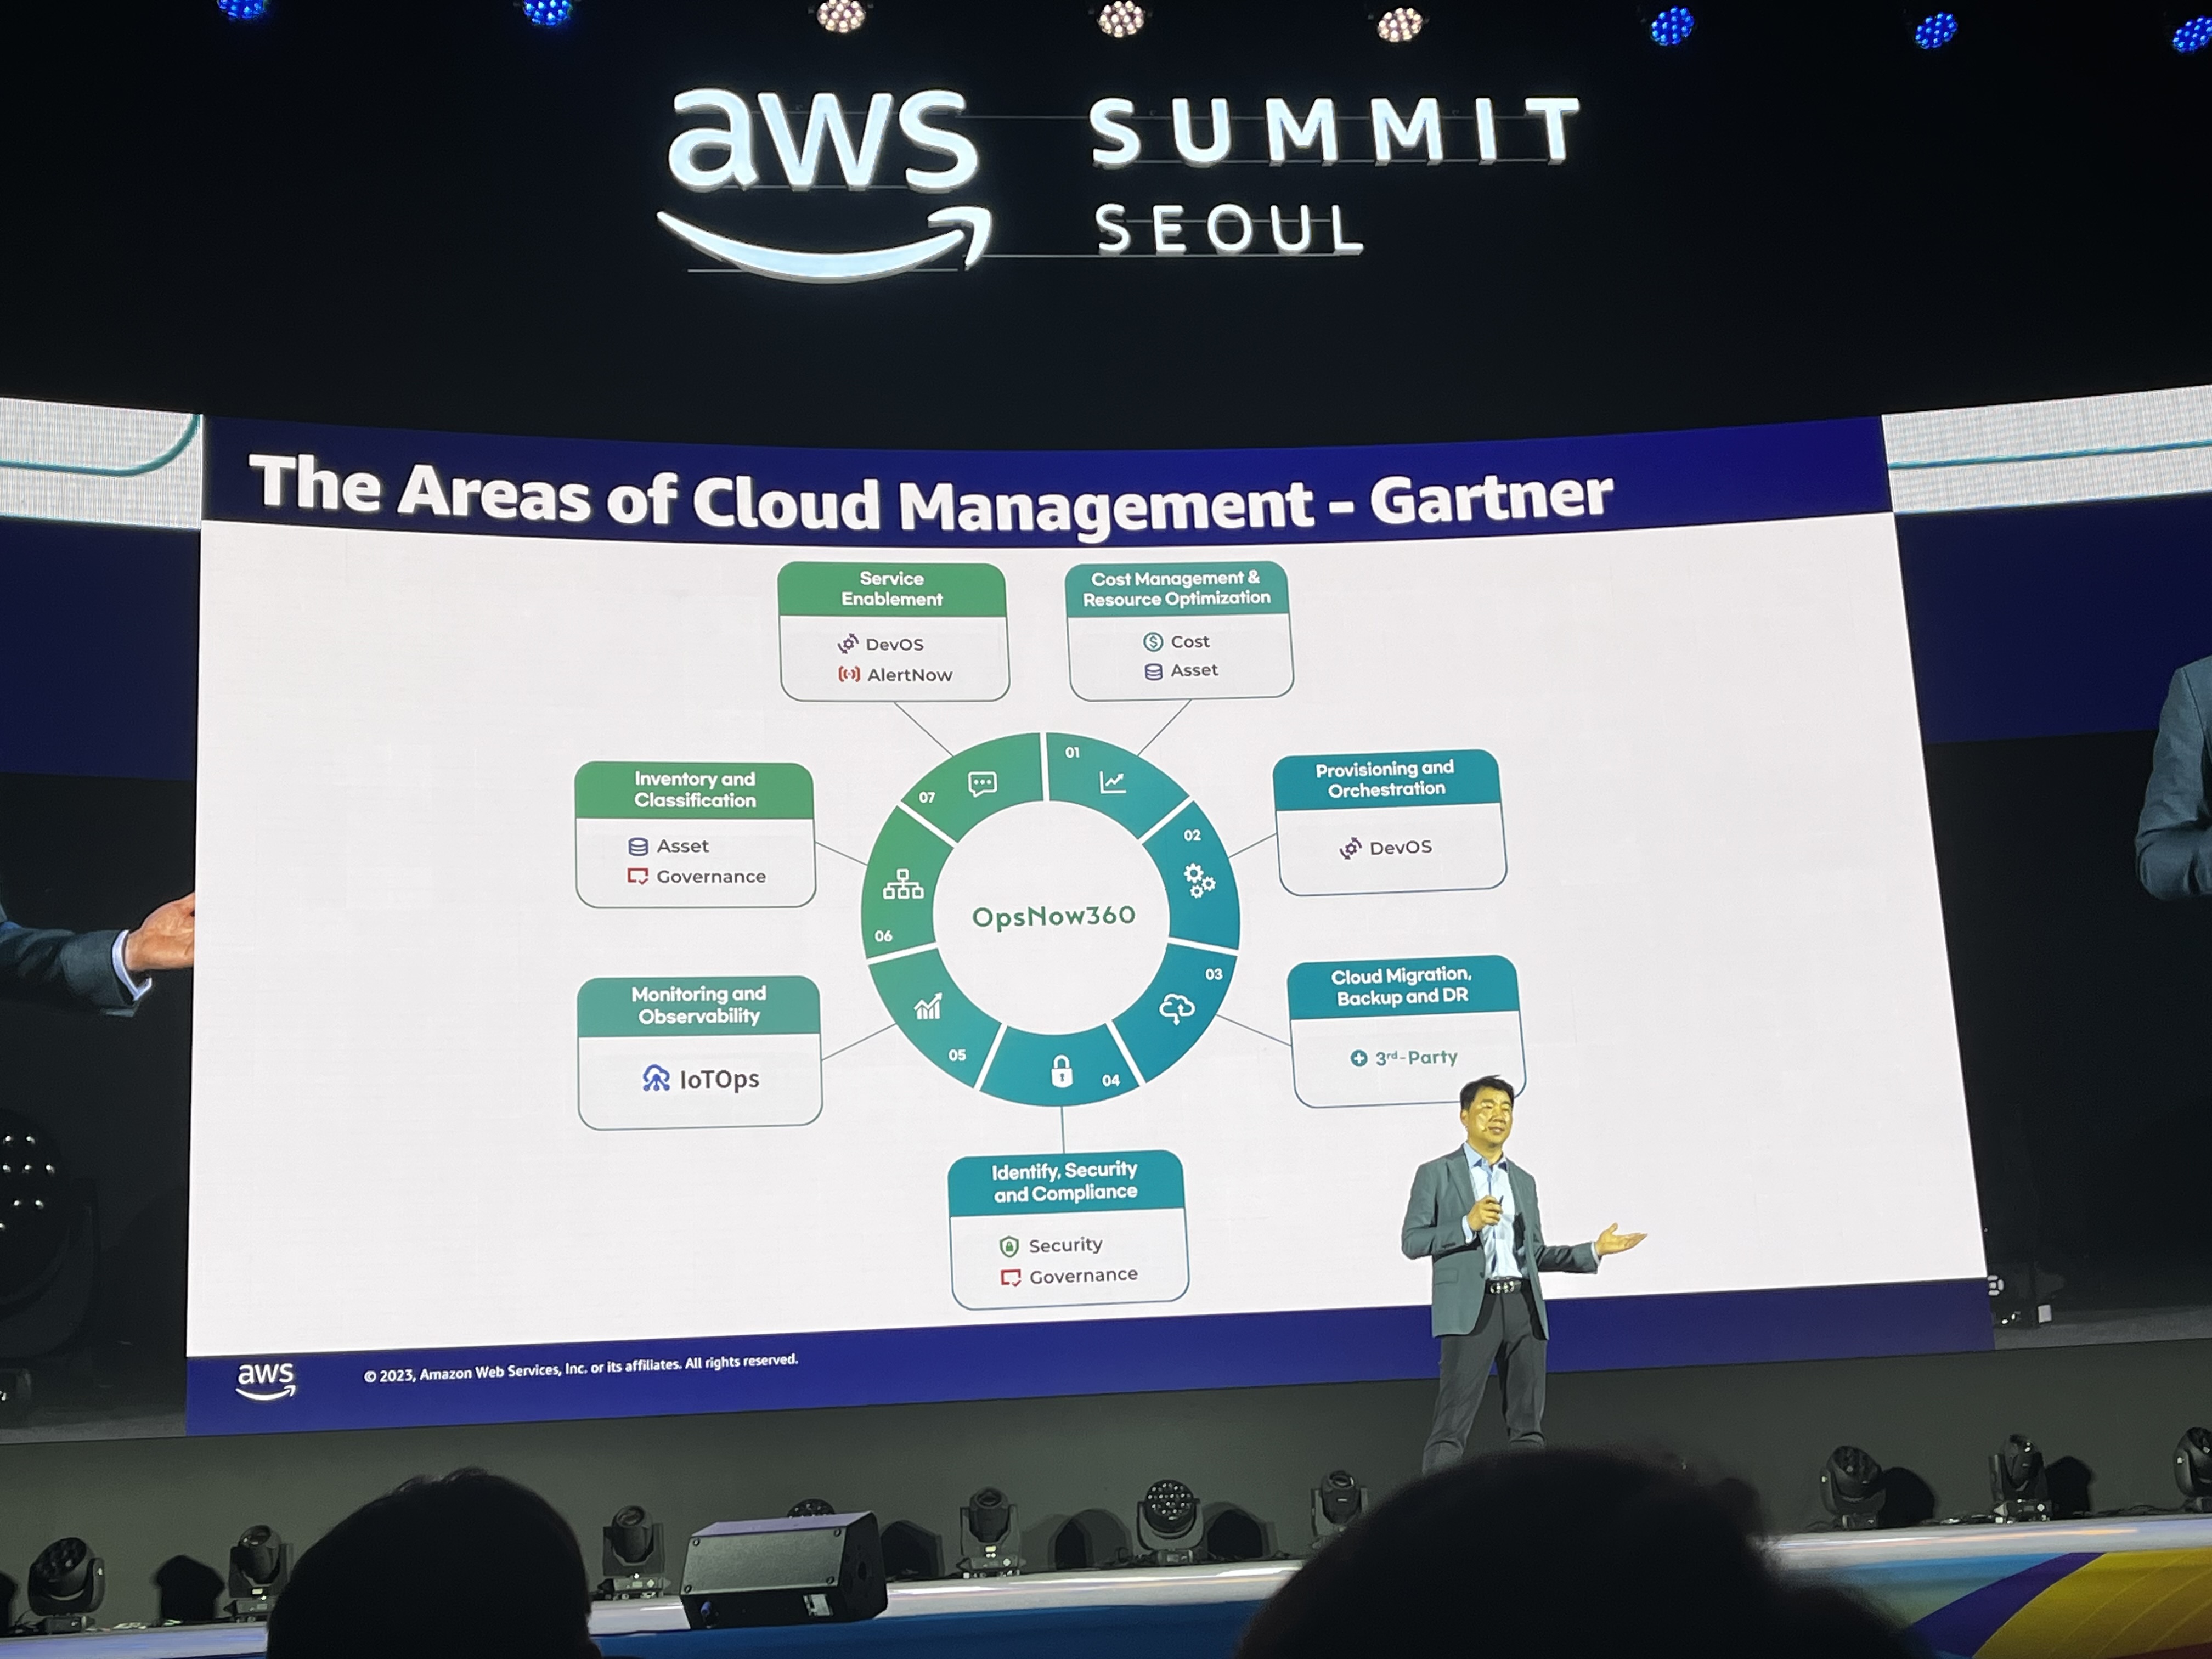 aws SUMMIT
SEOUL
The Areas of Cloud Management - Gartner
Service
Enablement
DevOS
AlertNow
Cost Management &
Resource Optimization
Cost
Asset
Inventory and
Classification
Asset
Governance
Provisioning and
Orchestration
DevOS
01
02
03
04
05
06
07
OpsNow360
Monitoring and
Observability
IoTOps
Cloud Migration,
Backup and DR
3rd-Party
Identify, Security
and Compliance
Security
Governance
aws
© 2023, Amazon Web Services, Inc. or its affiliates. All rights reserved.